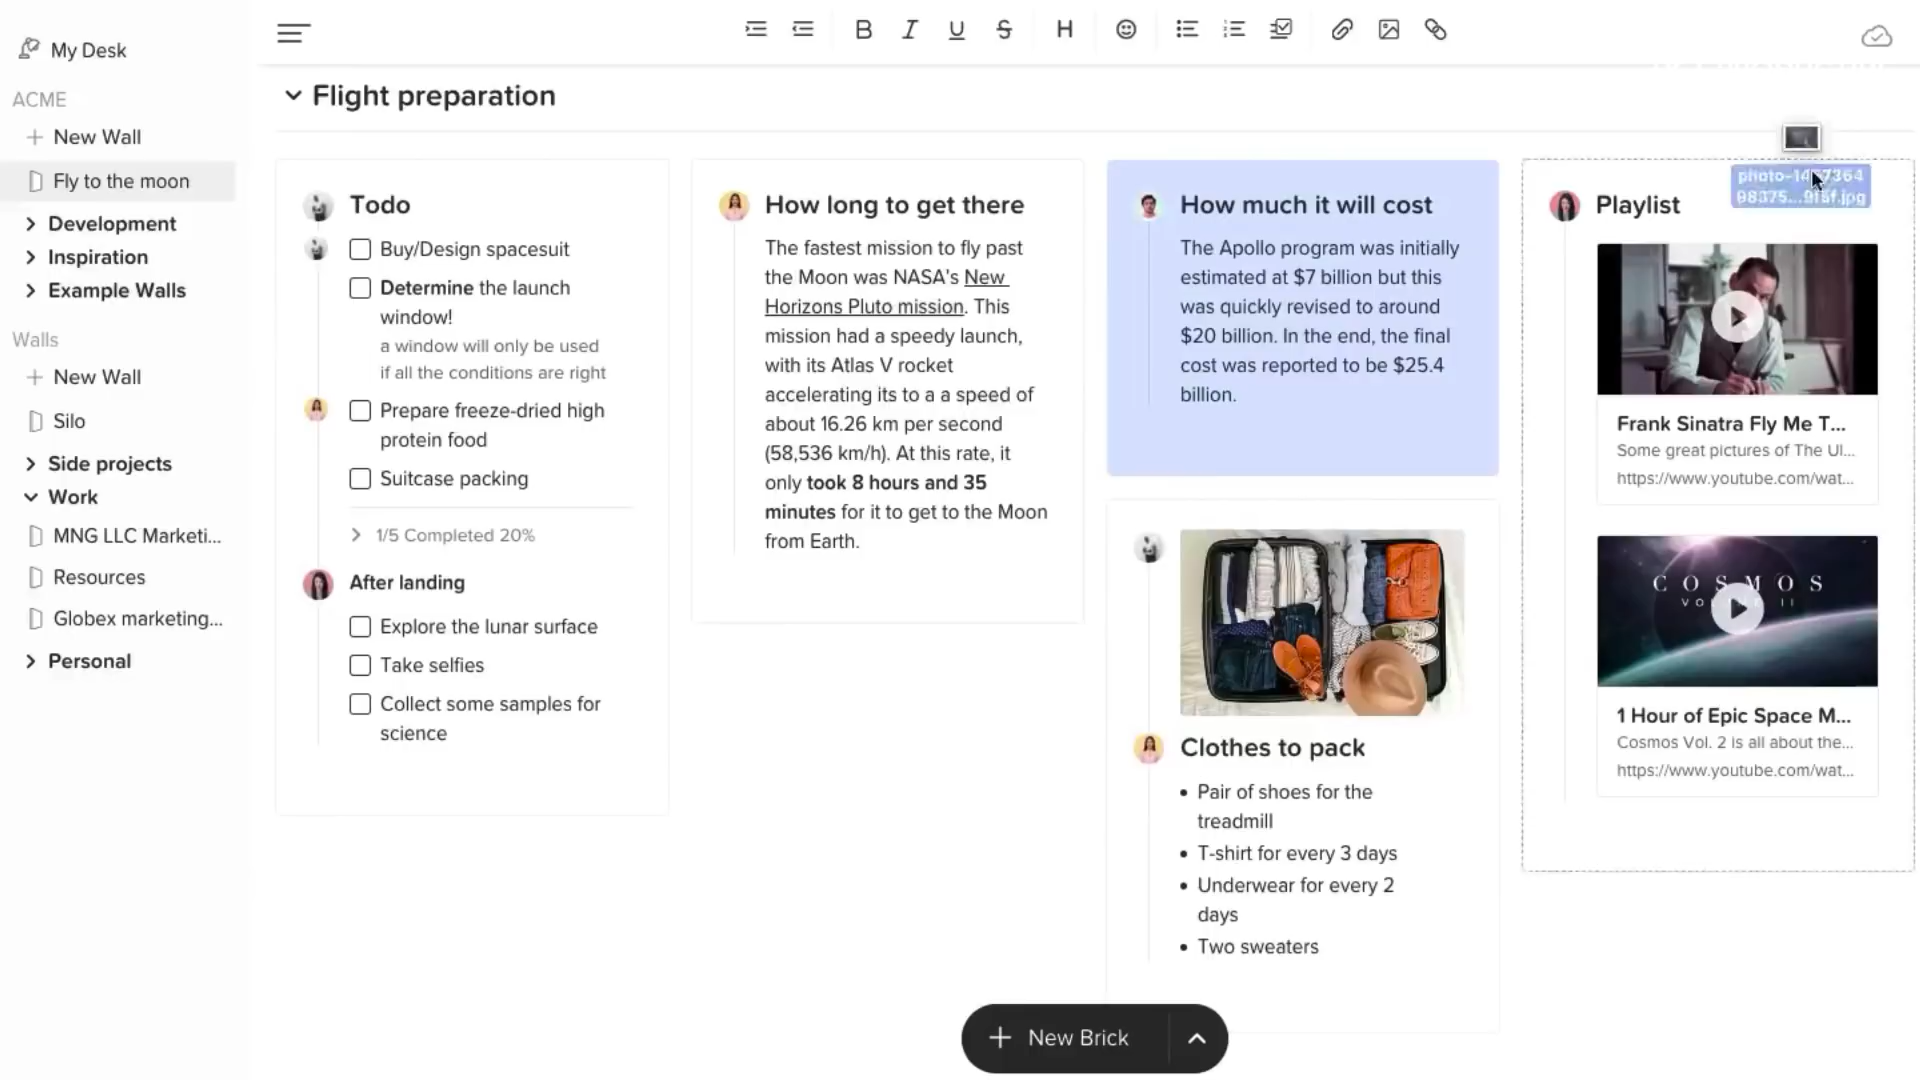 My Desk
ACME
New Wall
Fly to the moon
Development
Inspiration
Example Walls
Walls
New Wall
Silo
Side projects
Work
MNG LLC Marketi...
Resources
Globex marketing...
Personal
B I U S H
Flight preparation
Todo
Buy/Design spacesuit
Determine the launch
window!
a window will only be used
if all the conditions are right
Prepare freeze-dried high
protein food
Suitcase packing
1/5 Completed 20%
After landing
Explore the lunar surface
Take selfies
Collect some samples for
science
How long to get there
The fastest mission to fly past
the Moon was NASA's New
Horizons Pluto mission. This
mission had a speedy launch,
with its Atlas V rocket
accelerating its to a a speed of
about 16.26 km per second
(58,536 km/h). At this rate, it
only took 8 hours and 35
minutes for it to get to the Moon
from Earth.
How much it will cost
The Apollo program was initially
estimated at $7 billion but this
was quickly revised to around
$20 billion. In the end, the final
cost was reported to be $25.4
billion.
Clothes to pack
Pair of shoes for the
treadmill
T-shirt for every 3 days
Underwear for every 2
days
Two sweaters
Playlist
Frank Sinatra Fly Me T...
Some great pictures of The Ul...
https://www.youtube.com/wat...
COSMOS
1 Hour of Epic Space M...
Cosmos Vol. 2 is all about the...
https://www.youtube.com/wat...
New Brick